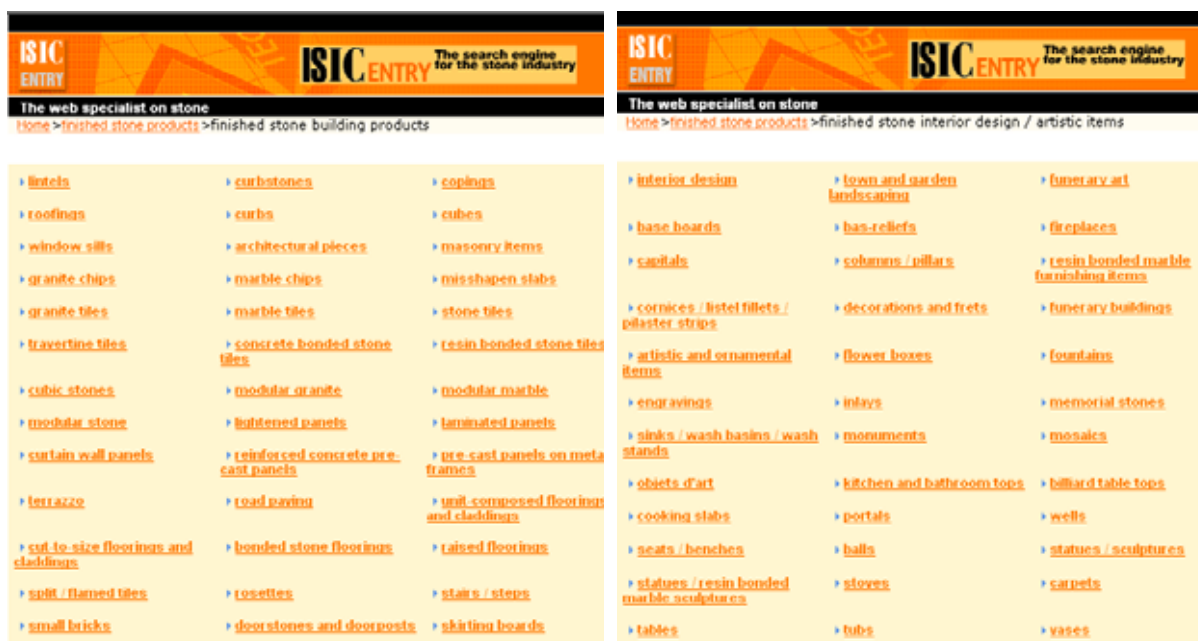 ISIC
ENTRY
ISIC ENTRY The search engine
for the stone industry
The web specialist on stone
Home >finished stone products >finished stone building products
lintels curbstones copings
roofings curbs cubes
window sills architectural pieces masonry items
granite chips marble chips misshapen slabs
granite tiles marble tiles stone tiles
travertine tiles concrete bonded stone resin bonded stone tiles
tiles
cubic stones modular granite modular marble
modular stone lightened panels laminated panels
curtain wall panels reinforced concrete pre- pre-cast panels on meta
cast panels frames
terrazzo road paving unit-composed floorings
and claddings
cut-to-size floorings and bonded stone floorings raised floorings
claddings
split / flamed tiles rosettes stairs / steps
small bricks doorstones and doorposts skirting boards
ISIC
ENTRY
ISIC ENTRY The search engine
for the stone industry
The web specialist on stone
Home >finished stone products >finished stone interior design / artistic items
interior design town and garden funerary art
landscaping
base boards bas-reliefs fireplaces
capitals columns / pillars resin bonded marble
furnishing items
cornices / listel fillets / decorations and frets funerary buildings
pilaster strips
artistic and ornamental flower boxes fountains
items
engravings inlays memorial stones
sinks / wash basins / wash monuments mosaics
stands
objets d'art kitchen and bathroom tops billiard table tops
cooking slabs portals wells
seats / benches balls statues / sculptures
statues / resin bonded stoves carpets
marble sculptures
tables tubs vases